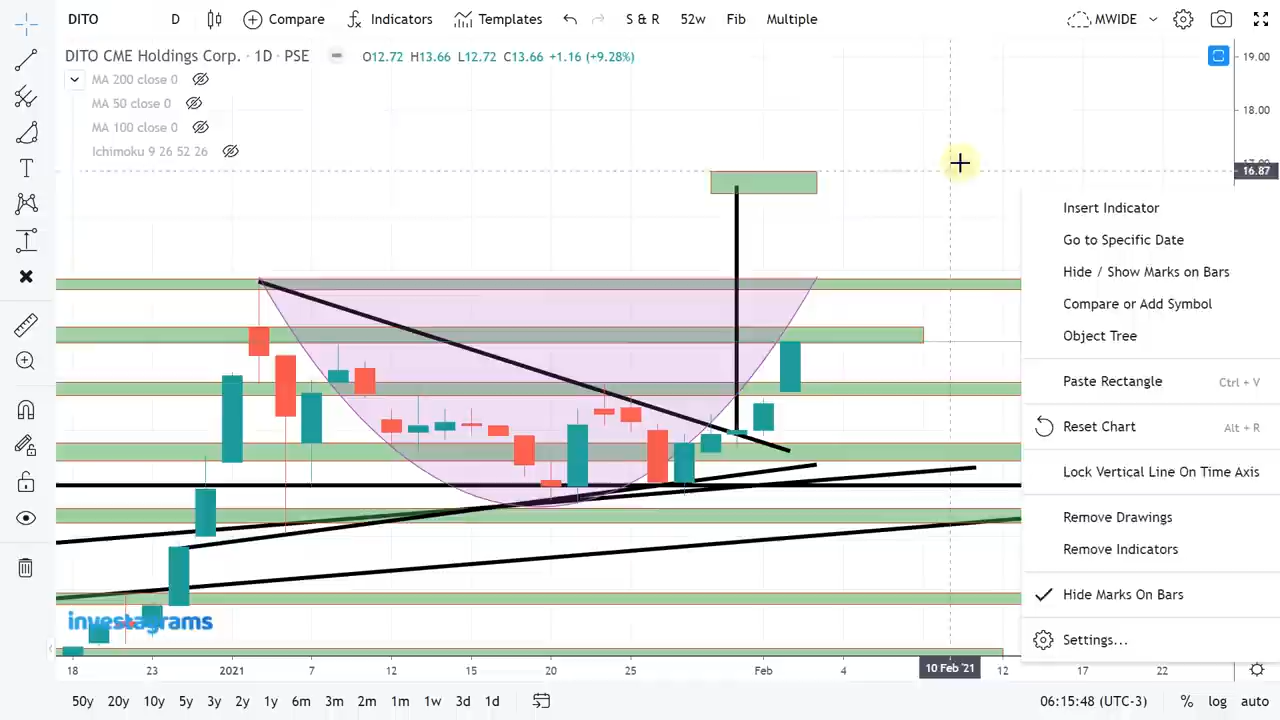 DITO D Compare Indicators Templates S & R 52w Fib Multiple MWIDE
DITO CME Holdings Corp. · 1D · PSE O12.72 H13.66 L12.72 C13.66 +1.16 (+9.28%)
MA 200 close 0
MA 50 close 0
MA 100 close 0
Ichimoku 9 26 52 26
19.00
18.00
17.00
16.87
Insert Indicator
Go to Specific Date
Hide / Show Marks on Bars
Compare or Add Symbol
Object Tree
Paste Rectangle Ctrl + V
Reset Chart Alt + R
Lock Vertical Line On Time Axis
Remove Drawings
Remove Indicators
Hide Marks On Bars
Settings...
investagrams
18 23 2021 7 12 15 20 25 Feb 4 10 Feb '21 12 17 22
50y 20y 10y 5y 3y 2y 1y 6m 3m 2m 1m 1w 3d 1d 06:15:48 (UTC-3) % log auto